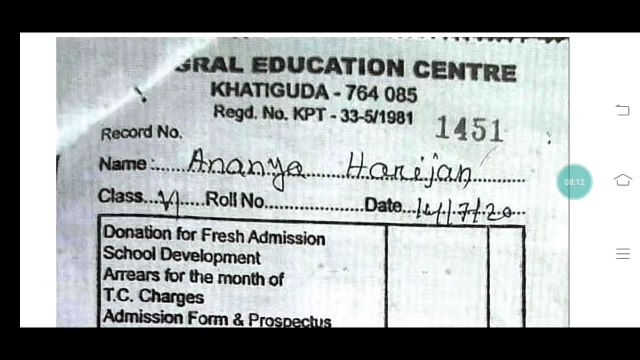 GRAL EDUCATION CENTRE
KHATIGUDA - 764 085
Regd. No. KPT - 33-5/1981 1451
Record No.
Name:.....Ananya.....Harijan..........
Class...VI.....Roll No....................Date...14/7/20...
Donation for Fresh Admission
School Development
Arrears for the month of
T.C. Charges
Admission Form & Prospectus
08:12